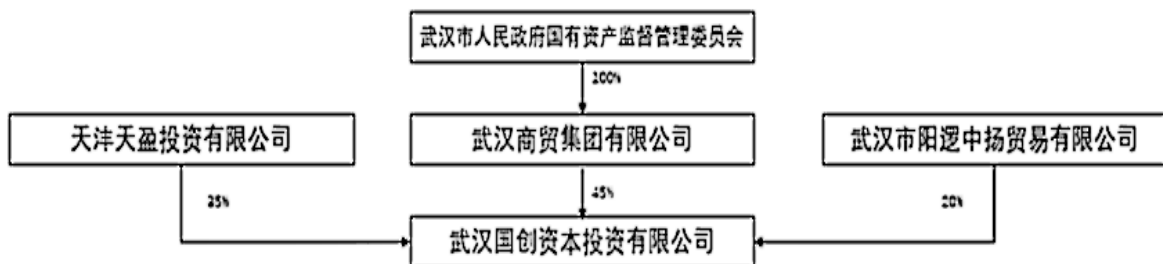 武汉市人民政府国有资产监督管理委员会
100%
天沣天盈投资有限公司
武汉商贸集团有限公司
武汉市阳逻中扬贸易有限公司
35%
45%
20%
武汉国创资本投资有限公司